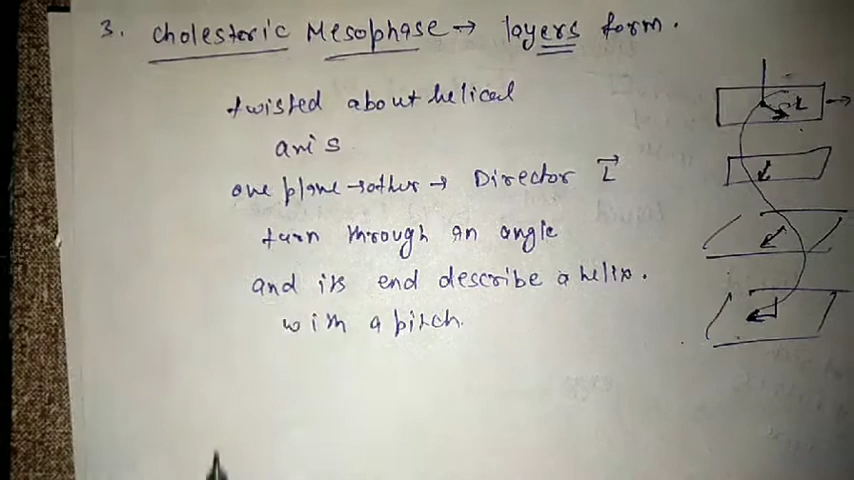 3. Cholesteric Mesophase → layers form.
twisted about helical
axis
one plane → other → Director L
turn through an angle
and its end describe a helix.
with a pitch.